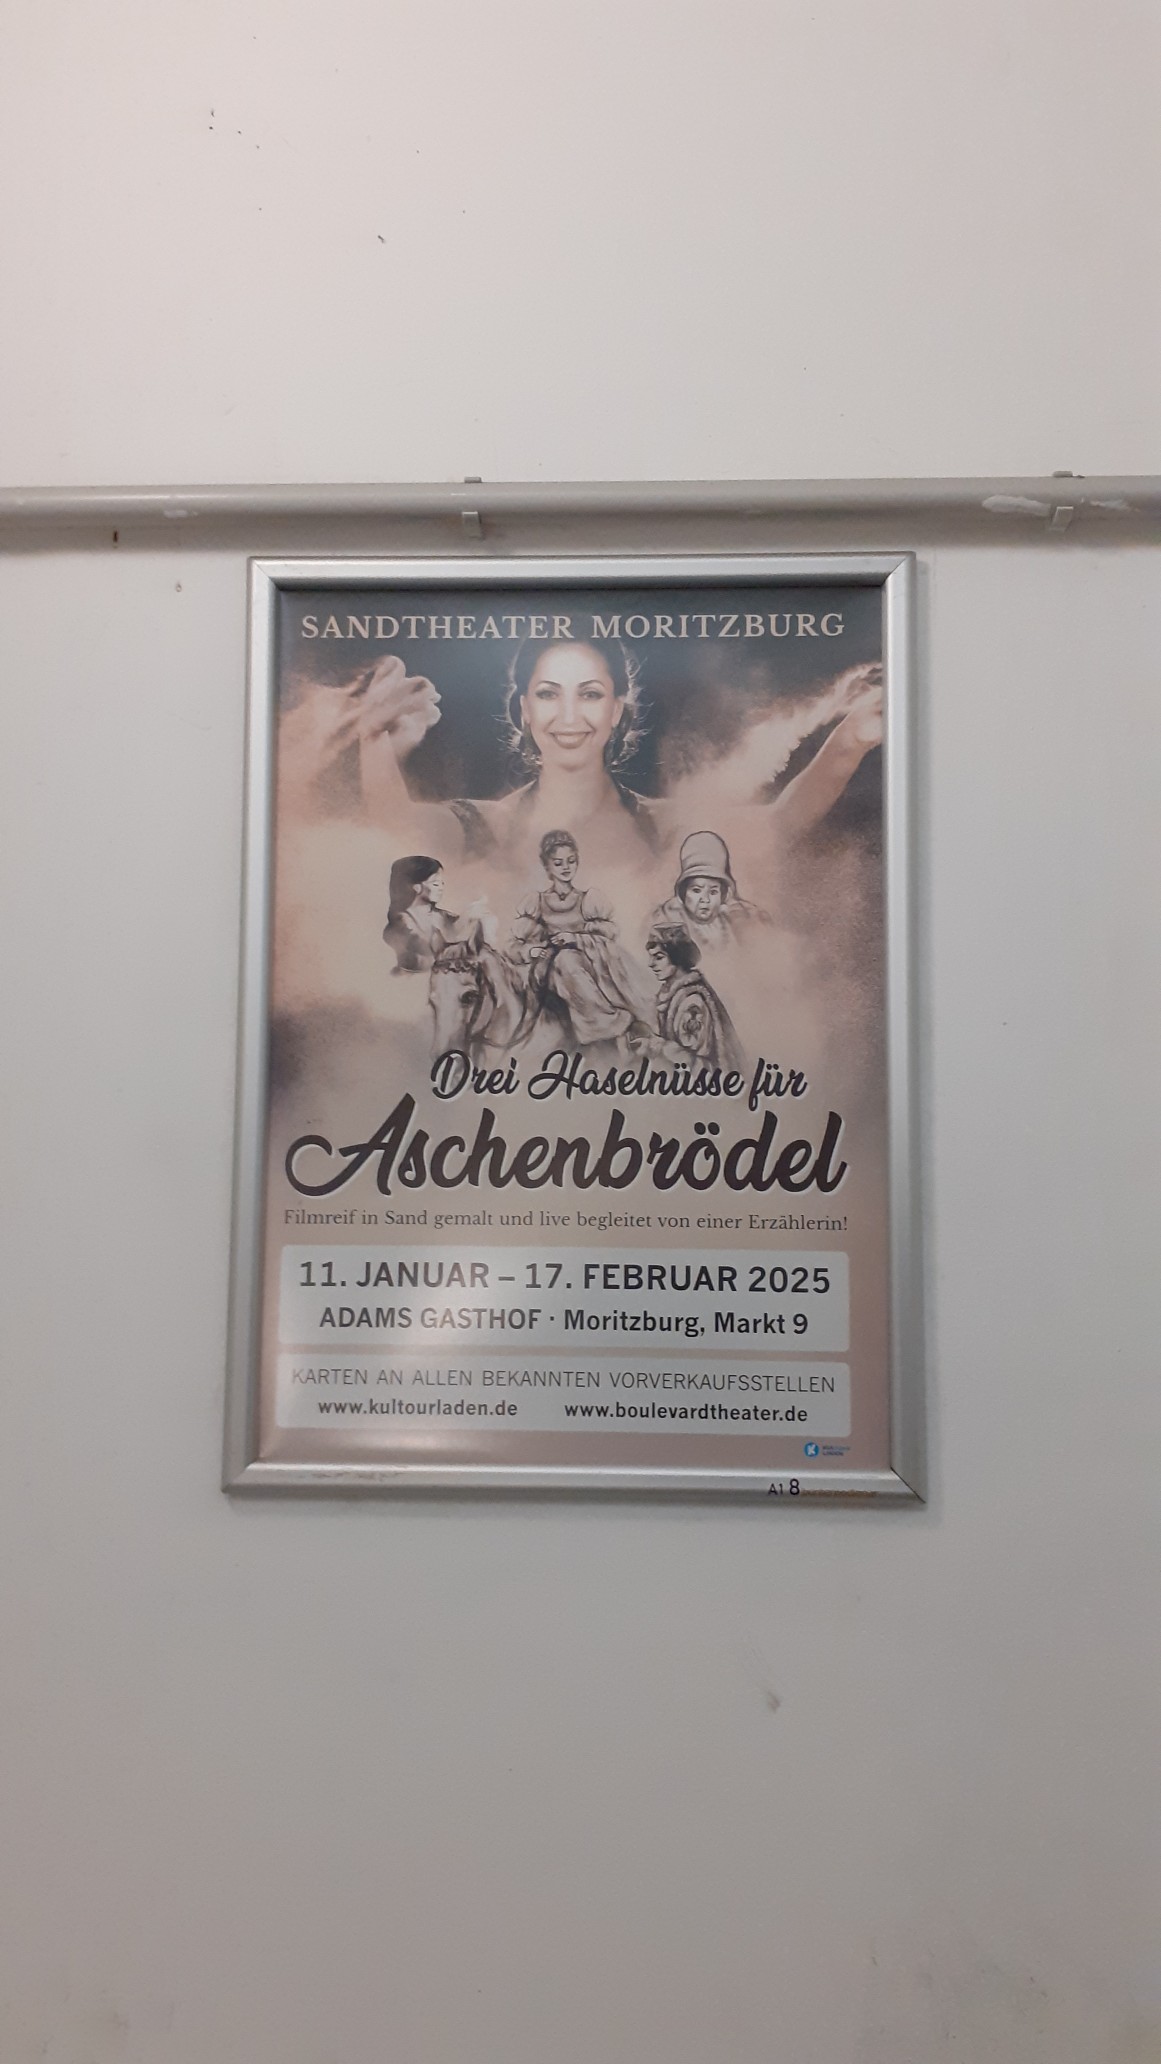 SANDTHEATER MORITZBURG
Drei Haselnüsse für
Aschenbrödel
Filmreif in Sand gemalt und live begleitet von einer Erzählerin!
11. JANUAR – 17. FEBRUAR 2025
ADAMS GASTHOF · Moritzburg, Markt 9
KARTEN AN ALLEN BEKANNTEN VORVERKAUFSSTELLEN
www.kultourladen.de www.boulevardtheater.de
A1 8